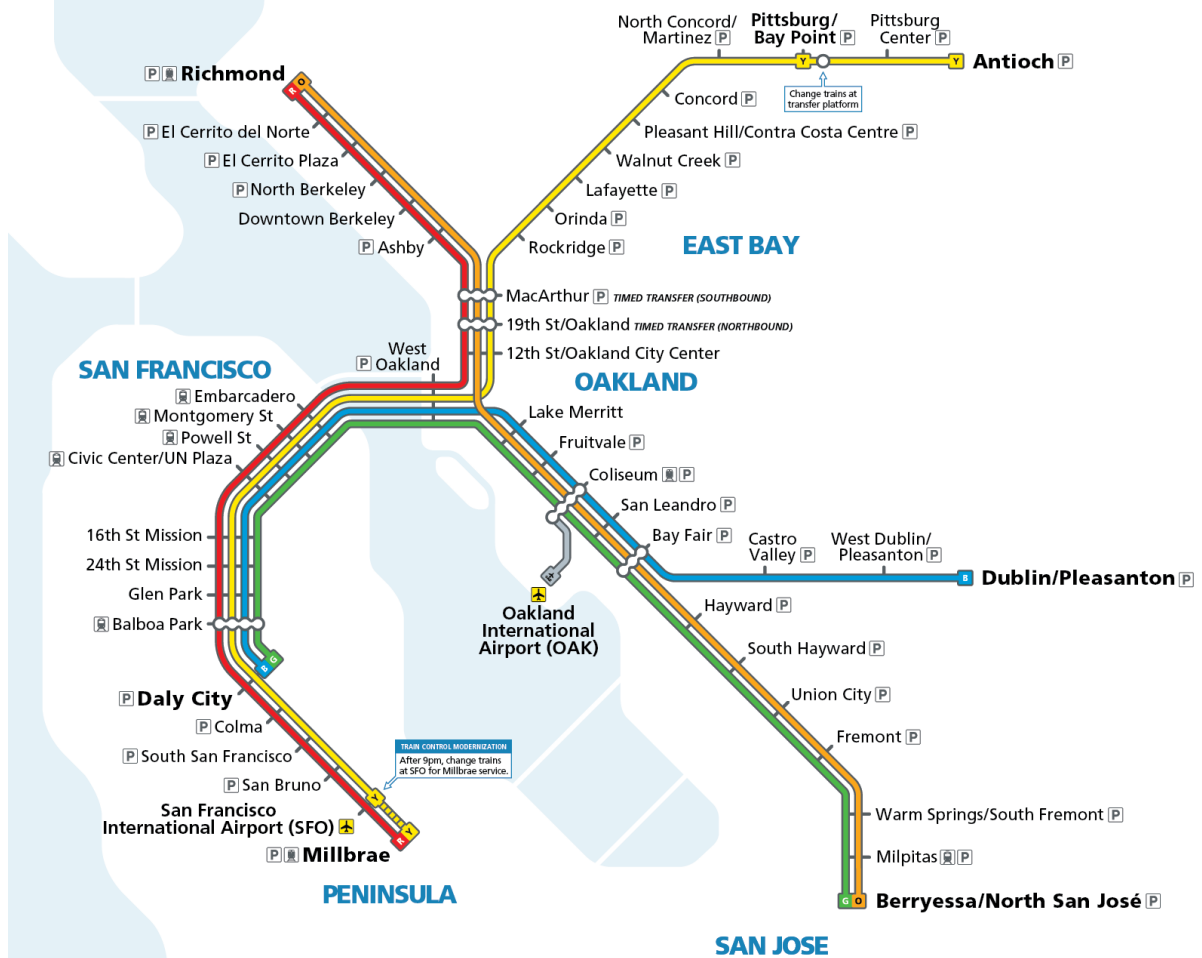 North Concord/
Martinez P
Pittsburg/
Bay Point P
Pittsburg
Center P
P Richmond
O
R
Y
Y
Antioch P
Change trains at
transfer platform
Concord P
P El Cerrito del Norte
Pleasant Hill/Contra Costa Centre P
P El Cerrito Plaza
Walnut Creek P
P North Berkeley
Lafayette P
Downtown Berkeley
Orinda P
P Ashby
Rockridge P
EAST BAY
MacArthur P TIMED TRANSFER (SOUTHBOUND)
19th St/Oakland TIMED TRANSFER (NORTHBOUND)
12th St/Oakland City Center
West
P Oakland
SAN FRANCISCO
OAKLAND
Embarcadero
Montgomery St
Powell St
Civic Center/UN Plaza
Lake Merritt
Fruitvale P
Coliseum P
San Leandro P
Bay Fair P
Castro
Valley P
West Dublin/
Pleasanton P
16th St Mission
24th St Mission
Glen Park
Balboa Park
B
Dublin/Pleasanton P
Oakland
International
Airport (OAK)
Hayward P
South Hayward P
G
B
P Daly City
Union City P
P Colma
Fremont P
P South San Francisco
TRAIN CONTROL MODERNIZATION
After 9pm, change trains
at SFO for Millbrae service.
P San Bruno
Y
San Francisco
International Airport (SFO)
Y
R
P Millbrae
Warm Springs/South Fremont P
Milpitas P
PENINSULA
G
O
Berryessa/North San José P
SAN JOSE